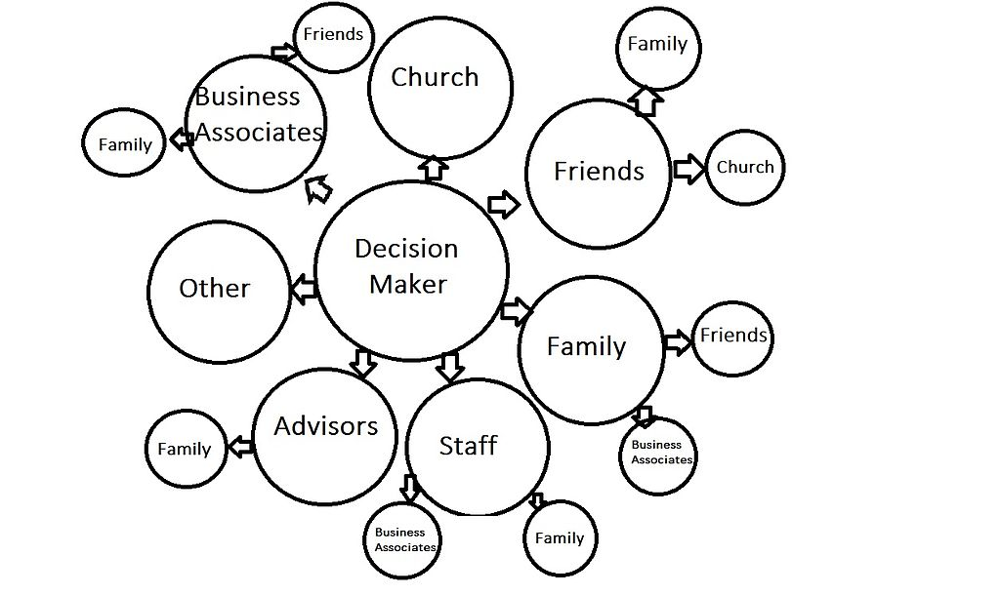 Friends
Family
Church
Business
Associates
Family
Friends
Church
Decision
Maker
Other
Family
Friends
Advisors
Staff
Family
Business
Associates
Business
Associates
Family